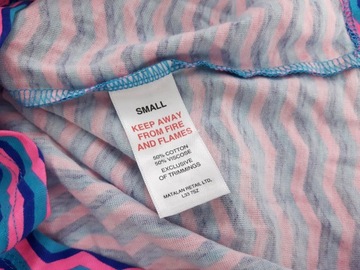 SMALL
KEEP AWAY
FROM FIRE
AND FLAMES
50% COTTON
50% VISCOSE
EXCLUSIVE
OF TRIMMINGS
MATALAN RETAIL LTD.
L33 7SZ